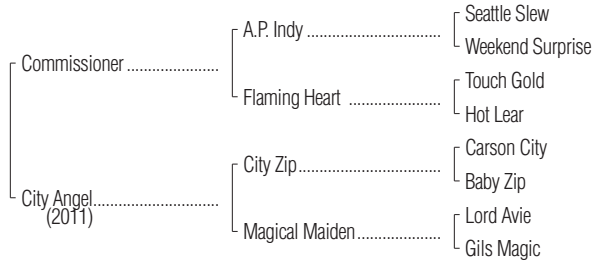 Seattle Slew
A.P. Indy ..............................
Weekend Surprise
Commissioner .....................
Touch Gold
Flaming Heart .....................
Hot Lear
Carson City
City Zip................................
Baby Zip
City Angel.............................
(2011)
Lord Avie
Magical Maiden...................
Gils Magic